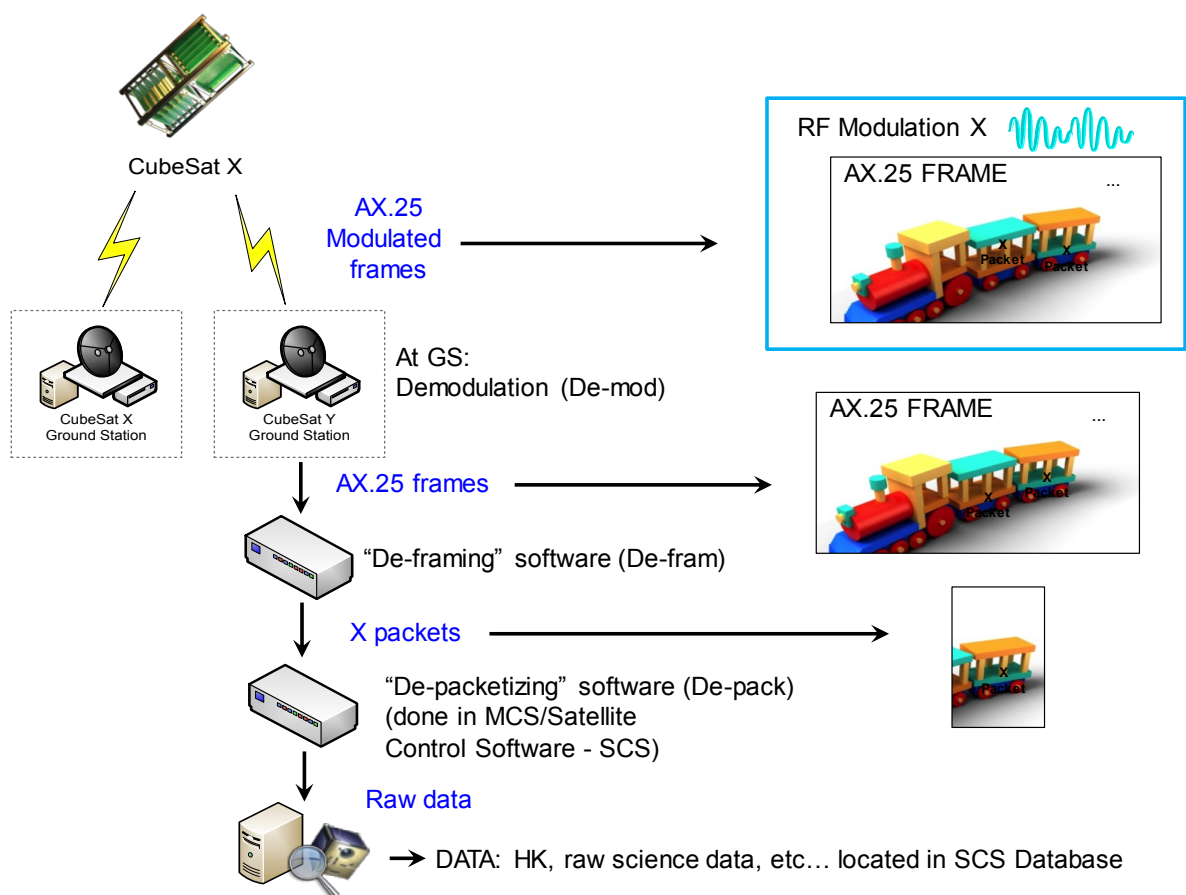 CubeSat X
RF Modulation X
AX.25 FRAME
...
X
Packet
X
Packet
AX.25
Modulated
frames
CubeSat X
Ground Station
CubeSat Y
Ground Station
At GS:
Demodulation (De-mod)
AX.25 FRAME
...
X
Packet
X
Packet
AX.25 frames
“De-framing” software (De-fram)
X packets
X
Packet
“De-packetizing” software (De-pack)
(done in MCS/Satellite
Control Software - SCS)
Raw data
DATA: HK, raw science data, etc… located in SCS Database